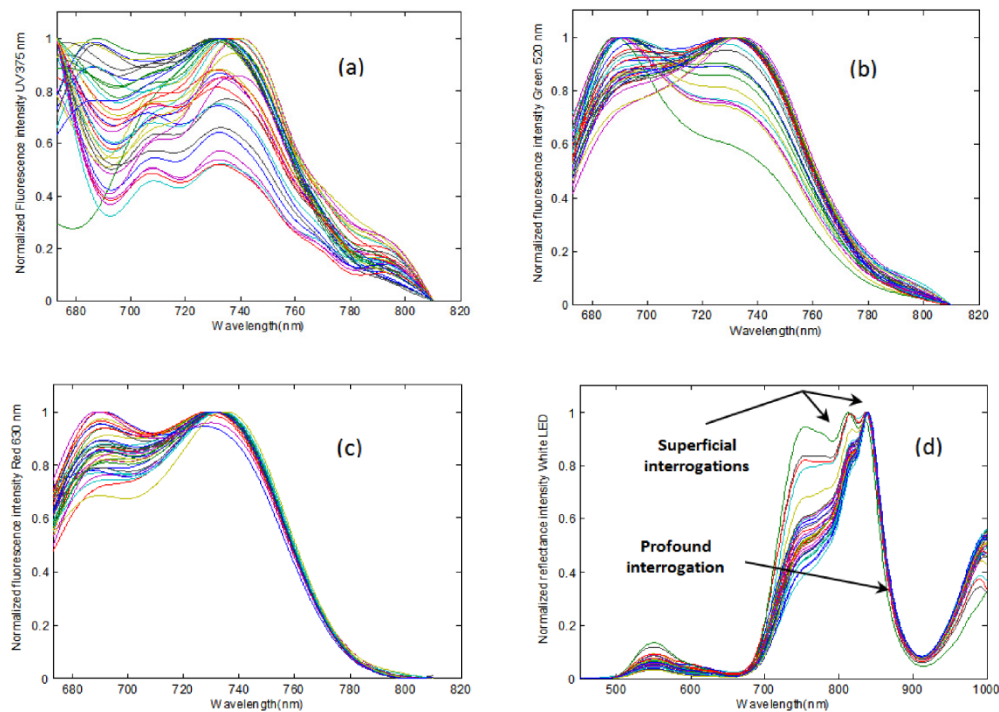 Normalized Fluorescence intensity UV375 nm
1
0.8
0.6
0.4
0.2
0
680 700 720 740 760 780 800 820
Wavelength(nm)
(a)
Normalized fluorescence intensity Green 520 nm
1
0.8
0.6
0.4
0.2
0
680 700 720 740 760 780 800 820
Wavelength(nm)
(b)
Normalized fluorescence intensity Red 630 nm
1
0.8
0.6
0.4
0.2
0
680 700 720 740 760 780 800 820
Wavelength(nm)
(c)
Normalized reflectance intensity White LED
1
0.8
0.6
0.4
0.2
0
500 600 700 800 900 1000
Wavelength(nm)
(d)
Superficial
interrogations
Profound
interrogation